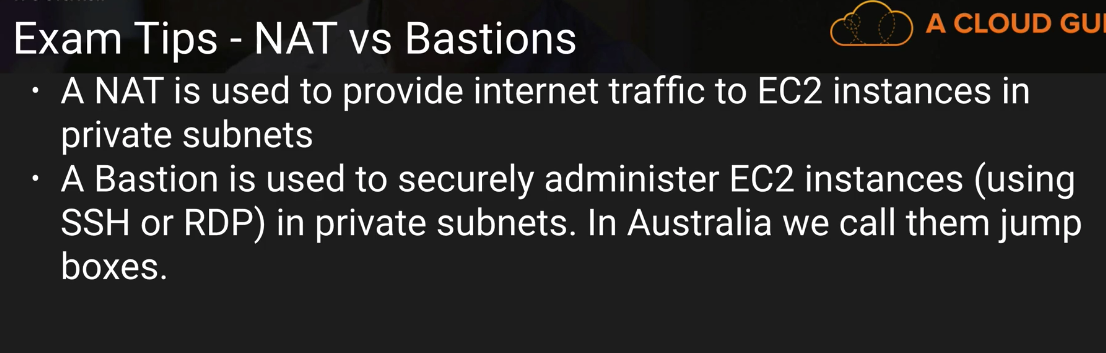 Exam Tips - NAT vs Bastions
A CLOUD GU
• A NAT is used to provide internet traffic to EC2 instances in
private subnets
• A Bastion is used to securely administer EC2 instances (using
SSH or RDP) in private subnets. In Australia we call them jump
boxes.